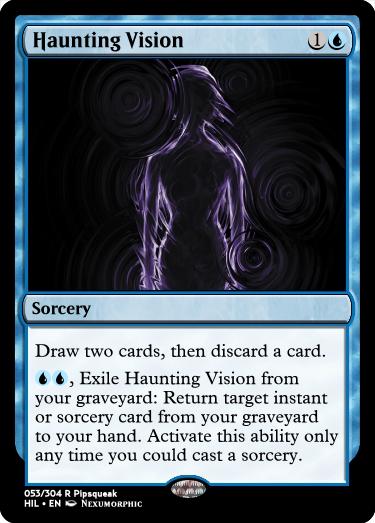 Haunting Vision 1
Sorcery
Draw two cards, then discard a card.
, Exile Haunting Vision from
your graveyard: Return target instant
or sorcery card from your graveyard
to your hand. Activate this ability only
any time you could cast a sorcery.
053/304 R Pipsqueak
HIL • EN Nexumorphic